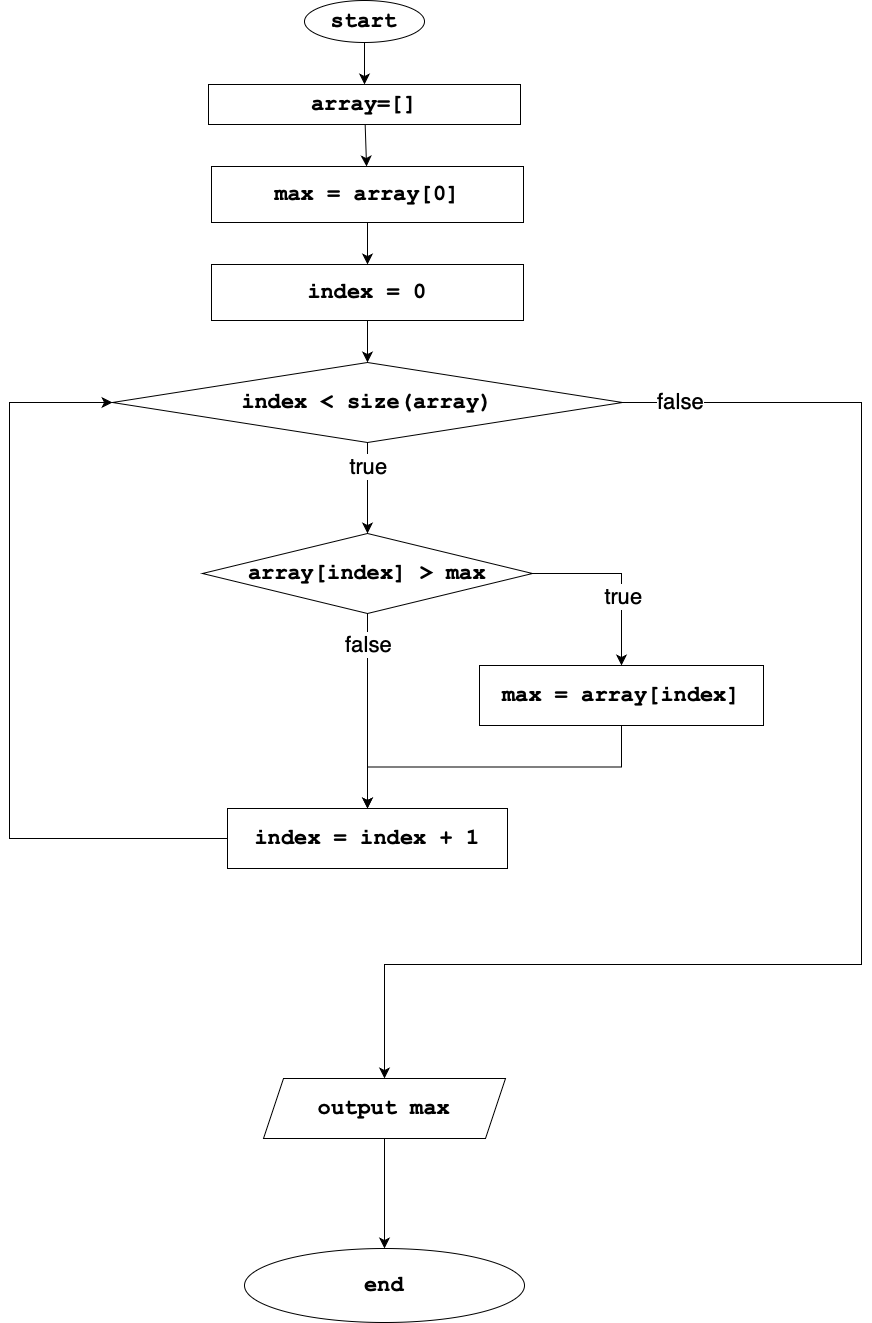 start
array=[]
max = array[0]
index = 0
index < size(array)
false
true
array[index] > max
true
false
max = array[index]
index = index + 1
output max
end